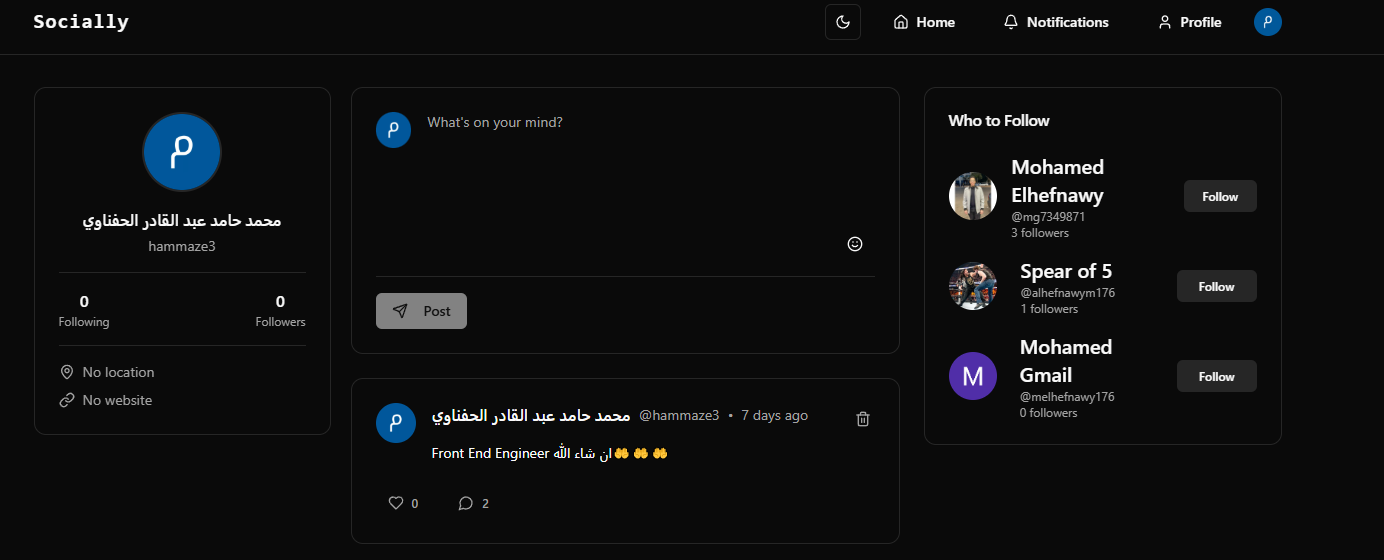 Socially
Home
Notifications
Profile
م
م
محمد حامد عبد القادر الحفناوي
hammaze3
0
0
Following
Followers
No location
No website
م
What's on your mind?
Post
م
محمد حامد عبد القادر الحفناوي @hammaze3 • 7 days ago
Front End Engineer ان شاء الله🤲 🤲 🤲
0
2
Who to Follow
Mohamed
Elhefnawy
@mg7349871
3 followers
Follow
Spear of 5
@alhefnawym176
1 followers
Follow
M
Mohamed
Gmail
@melhefnawy176
0 followers
Follow